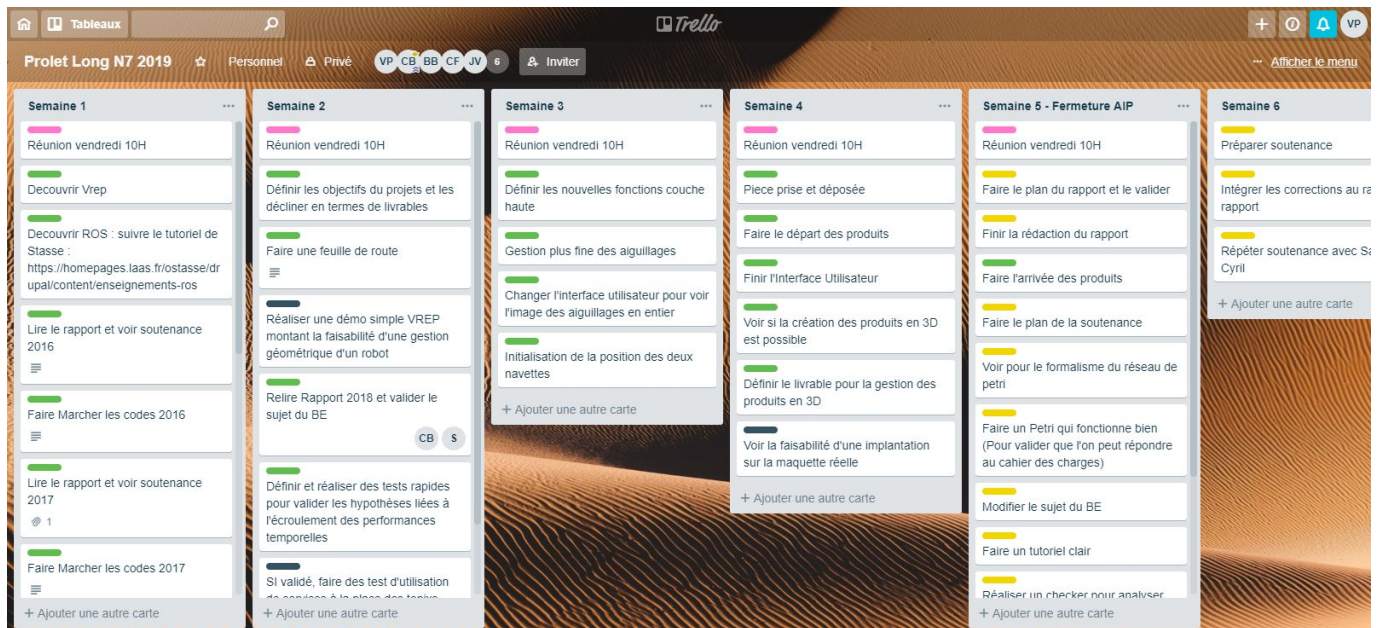 Tableaux
Trello
VP
Prolet Long N7 2019
Personnel
Privé
VP CB BB CF JV 6
Inviter
... Afficher le menu
Semaine 1
Réunion vendredi 10H
Decouvrir Vrep
Decouvrir ROS : suivre le tutoriel de
Stasse :
https://homepages.laas.fr/ostasse/dr
upal/content/enseignements-ros
Lire le rapport et voir soutenance
2016
Faire Marcher les codes 2016
Lire le rapport et voir soutenance
2017
1
Faire Marcher les codes 2017
+ Ajouter une autre carte
Semaine 2
Réunion vendredi 10H
Définir les objectifs du projets et les
décliner en termes de livrables
Faire une feuille de route
Réaliser une démo simple VREP
montant la faisabilité d'une gestion
géométrique d'un robot
Relire Rapport 2018 et valider le
sujet du BE
CB S
Définir et réaliser des tests rapides
pour valider les hypothèses liées à
l'écroulement des performances
temporelles
SI validé, faire des test d'utilisation
de services à la place des topics
+ Ajouter une autre carte
Semaine 3
Réunion vendredi 10H
Définir les nouvelles fonctions couche
haute
Gestion plus fine des aiguillages
Changer l'interface utilisateur pour voir
l'image des aiguillages en entier
Initialisation de la position des deux
navettes
+ Ajouter une autre carte
Semaine 4
Réunion vendredi 10H
Piece prise et déposée
Faire le départ des produits
Finir l'Interface Utilisateur
Voir si la création des produits en 3D
est possible
Définir le livrable pour la gestion des
produits en 3D
Voir la faisabilité d'une implantation
sur la maquette réelle
+ Ajouter une autre carte
Semaine 5 - Fermeture AIP
Réunion vendredi 10H
Faire le plan du rapport et le valider
Finir la rédaction du rapport
Faire l'arrivée des produits
Faire le plan de la soutenance
Voir pour le formalisme du réseau de
petri
Faire un Petri qui fonctionne bien
(Pour valider que l'on peut répondre
au cahier des charges)
Modifier le sujet du BE
Faire un tutoriel clair
Réaliser un checker pour analyser
+ Ajouter une autre carte
Semaine 6
Préparer soutenance
Intégrer les corrections au ra
rapport
Répéter soutenance avec Sa
Cyril
+ Ajouter une autre carte